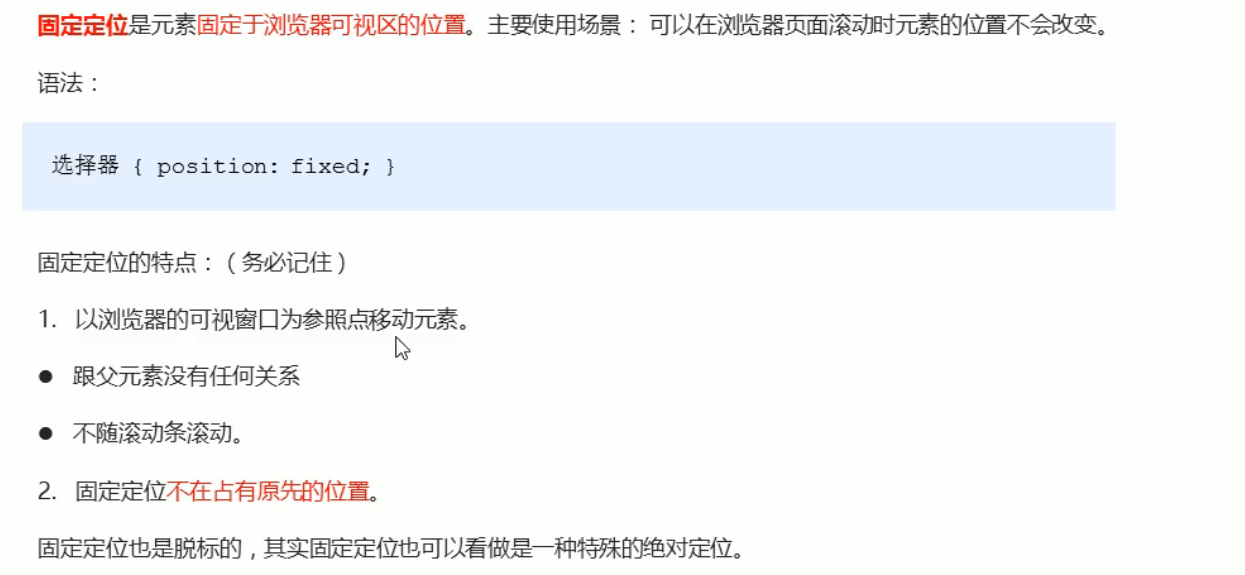 固定定位是元素固定于浏览器可视区的位置。主要使用场景： 可以在浏览器页面滚动时元素的位置不会改变。
语法：
选择器 { position: fixed; }
固定定位的特点：（务必记住）
1. 以浏览器的可视窗口为参照点移动元素。
● 跟父元素没有任何关系
● 不随滚动条滚动。
2. 固定定位不在占有原先的位置。
固定定位也是脱标的，其实固定定位也可以看做是一种特殊的绝对定位。